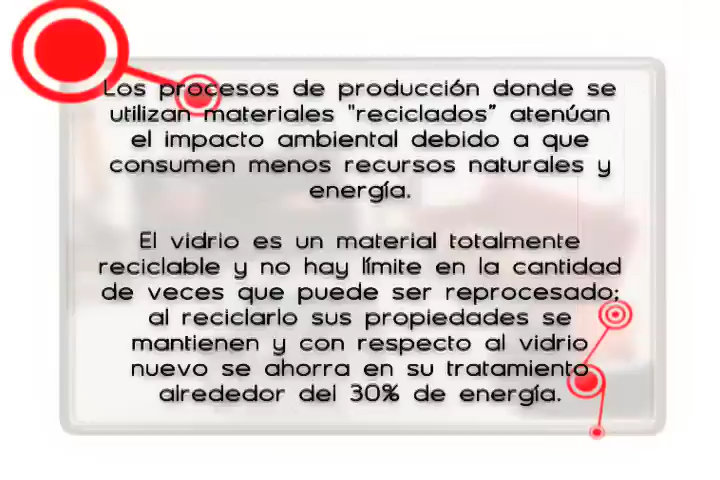 Los procesos de producción donde se
utilizan materiales "reciclados" atenúan
el impacto ambiental debido a que
consumen menos recursos naturales y
energía.
El vidrio es un material totalmente
reciclable y no hay límite en la cantidad
de veces que puede ser reprocesado;
al reciclarlo sus propiedades se
mantienen y con respecto al vidrio
nuevo se ahorra en su tratamiento
alrededor del 30% de energía.